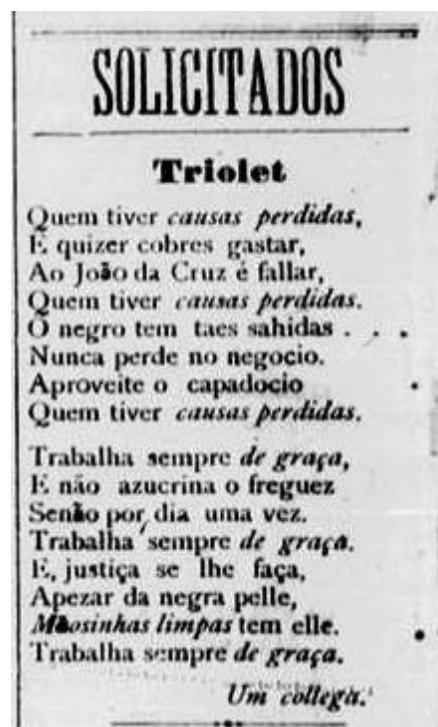 SOLICITADOS
Triolet
Quem tiver causas perdidas,
E quizer cobres gastar,
Ao João da Cruz é fallar,
Quem tiver causas perdidas.
O negro tem taes sahidas . . .
Nunca perde no negocio.
Aproveite o capadocio
Quem tiver causas perdidas.
Trabalha sempre de graça,
E não azucrina o freguez
Senão por dia uma vez.
Trabalha sempre de graça.
E, justiça se lhe faça,
Apezar da negra pelle,
Mãosinhas limpas tem elle.
Trabalha sempre de graça.
Um collega.